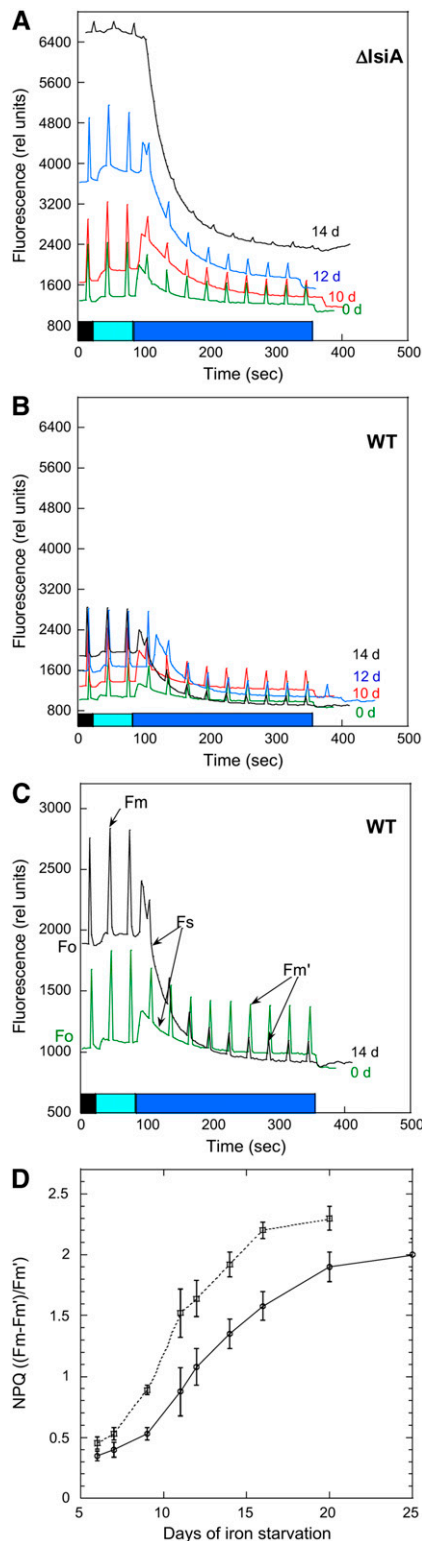 A
ΔIsiA
Fluorescence (rel units)
6400
5600
4800
4000
3200
2400
1600
800
14 d
12 d
10 d
0 d
0 100 200 300 400 500
Time (sec)
B
WT
Fluorescence (rel units)
6400
5600
4800
4000
3200
2400
1600
800
14 d
12 d
10 d
0 d
0 100 200 300 400 500
Time (sec)
C
WT
Fluorescence (rel units)
3000
2500
2000
1500
1000
500
Fm
Fs
Fo
Fm'
Fo
14 d
0 d
0 100 200 300 400 500
Time (sec)
D
NPQ ((Fm-Fm')/Fm')
2.5
2
1.5
1
0.5
0
5 10 15 20 25
Days of iron starvation